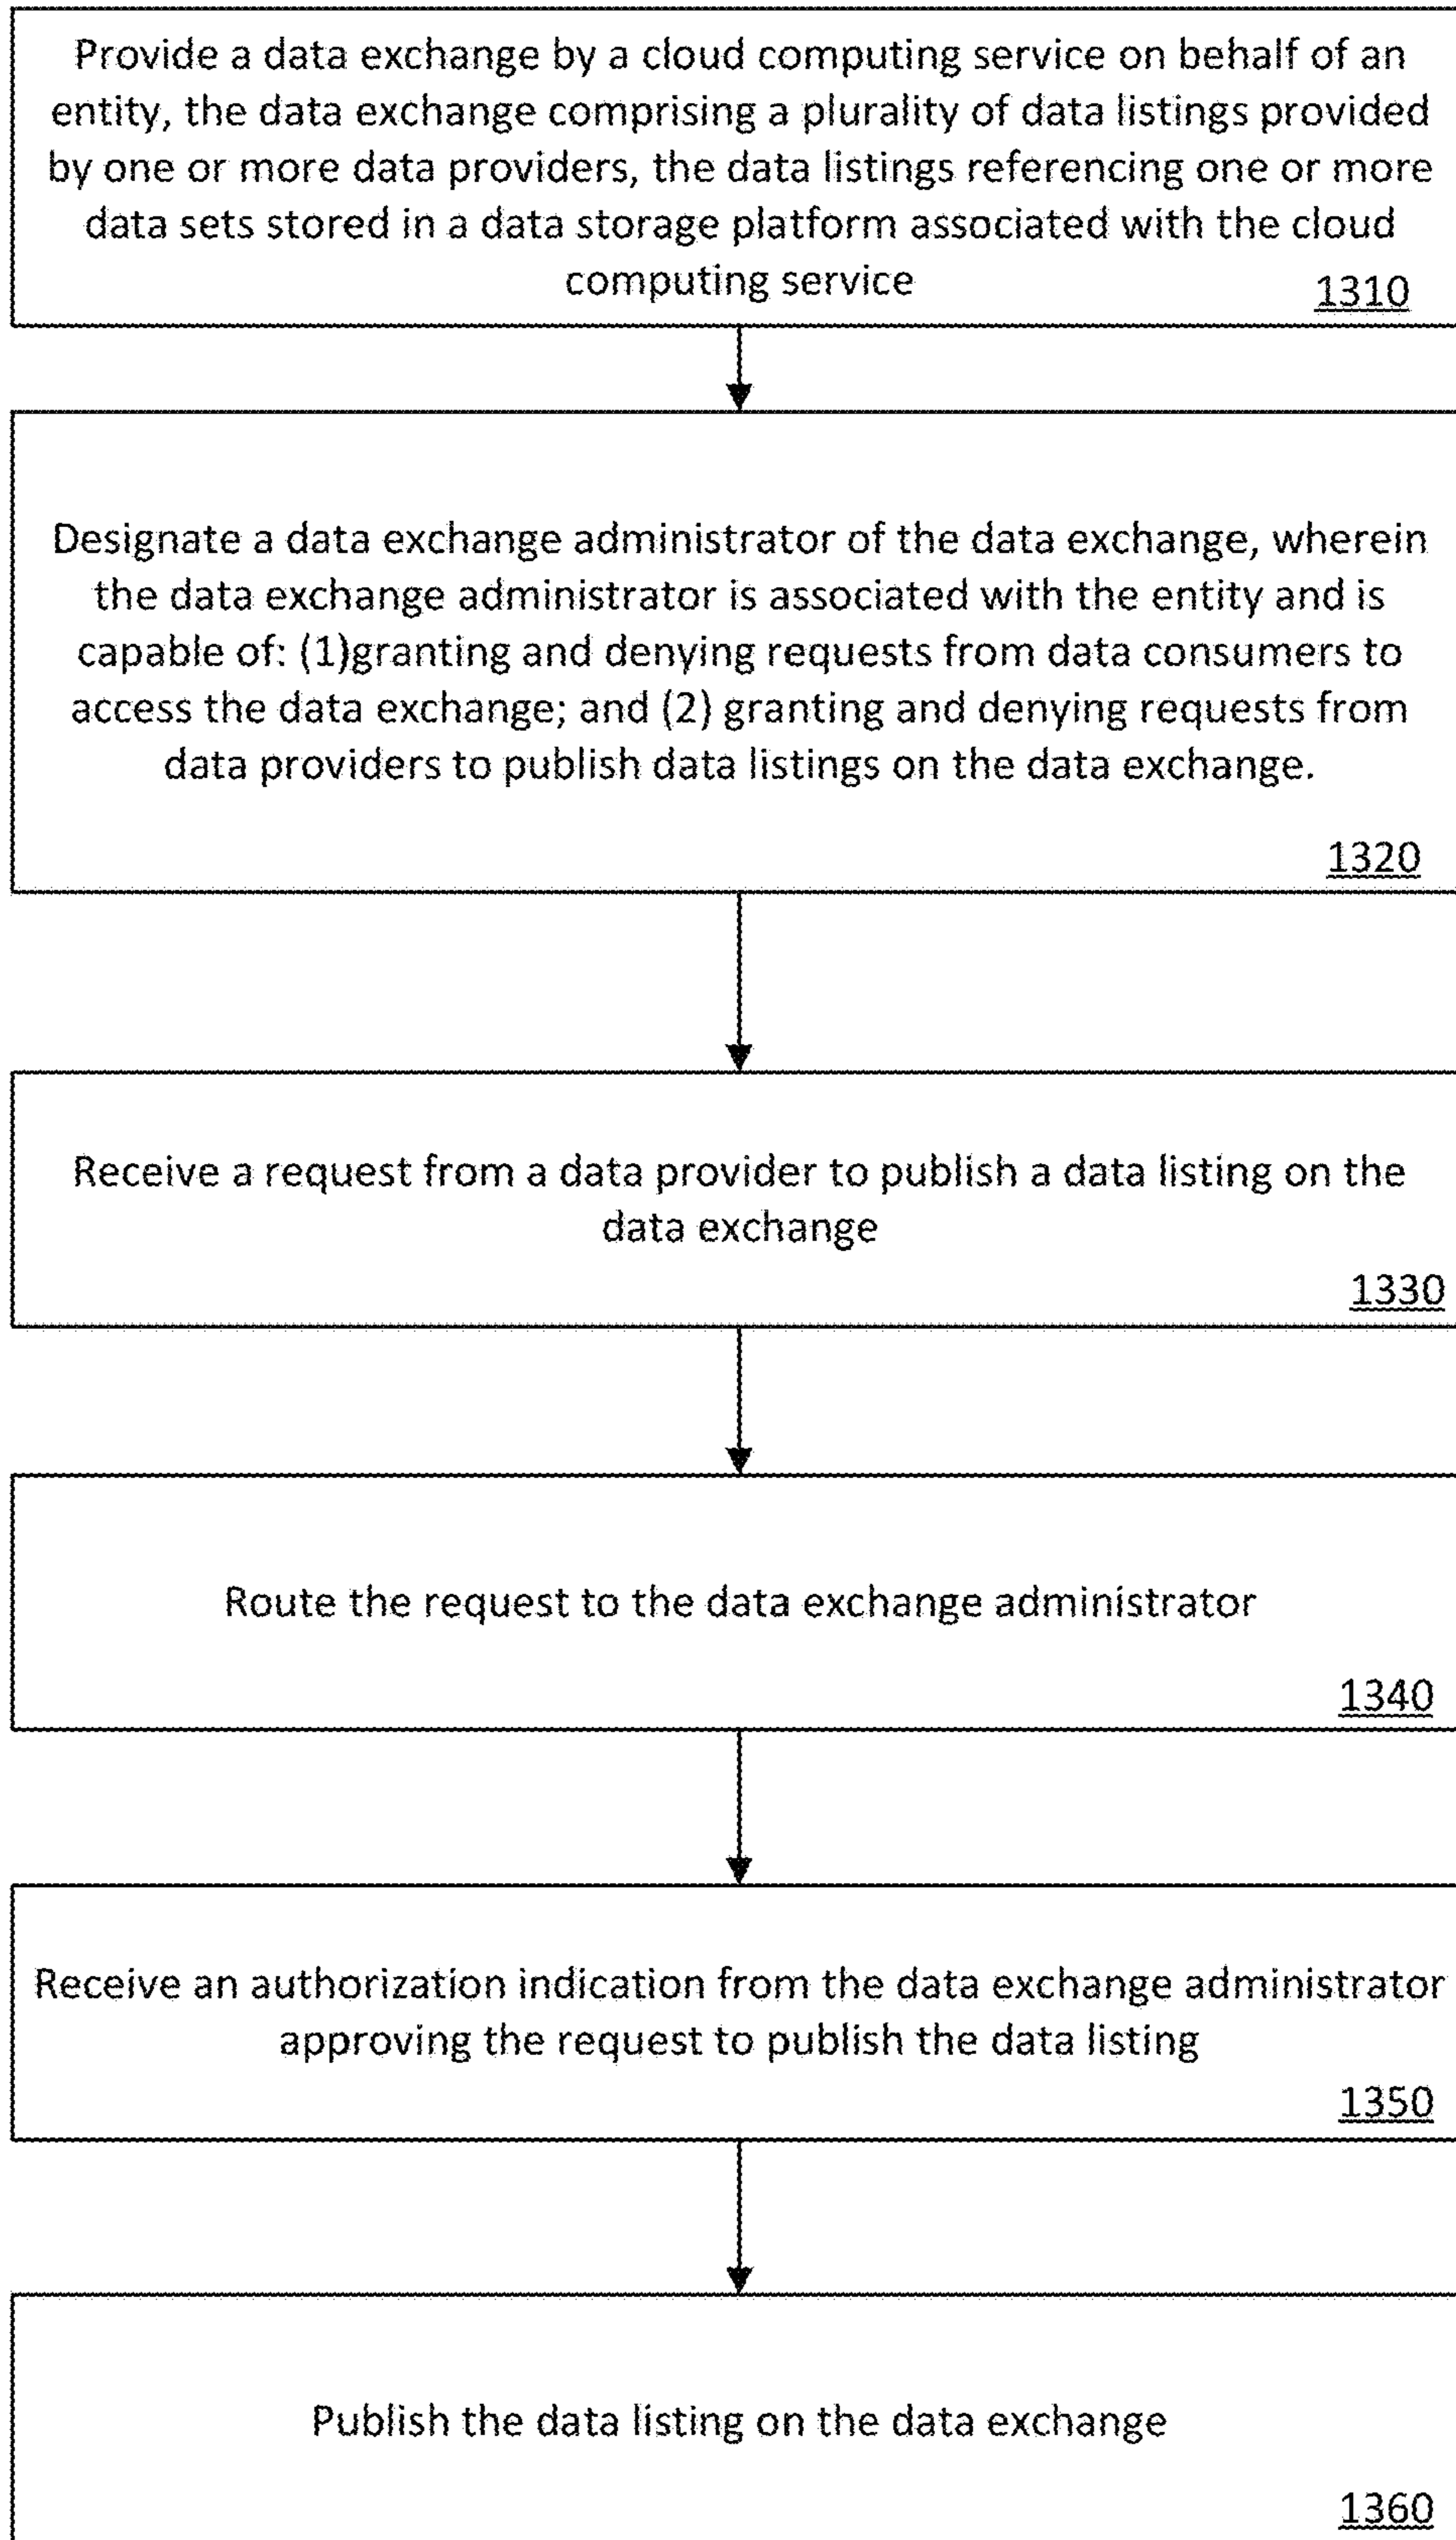 Provide a data exchange by a cloud computing service on behalf of an
entity, the data exchange comprising a plurality of data listings provided
by one or more data providers, the data listings referencing one or more
data sets stored in a data storage platform associated with the cloud
computing service
1310
Designate a data exchange administrator of the data exchange, wherein
the data exchange administrator is associated with the entity and is
capable of: (1)granting and denying requests from data consumers to
access the data exchange; and (2) granting and denying requests from
data providers to publish data listings on the data exchange.
1320
Receive a request from a data provider to publish a data listing on the
data exchange
1330
Route the request to the data exchange administrator
1340
Receive an authorization indication from the data exchange administrator
approving the request to publish the data listing
1350
Publish the data listing on the data exchange
1360